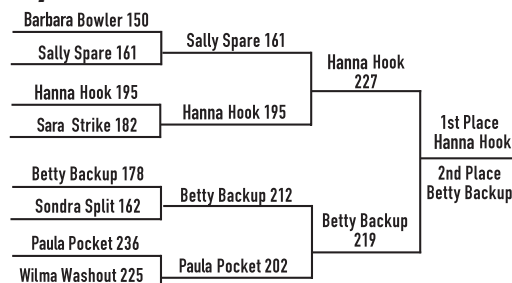 Barbara Bowler 150
Sally Spare 161
Sally Spare 161
Hanna Hook 195
Sara Strike 182
Hanna Hook 195
Hanna Hook
227
Betty Backup 178
Sondra Split 162
Betty Backup 212
Paula Pocket 236
Wilma Washout 225
Paula Pocket 202
Betty Backup
219
1st Place
Hanna Hook
2nd Place
Betty Backup